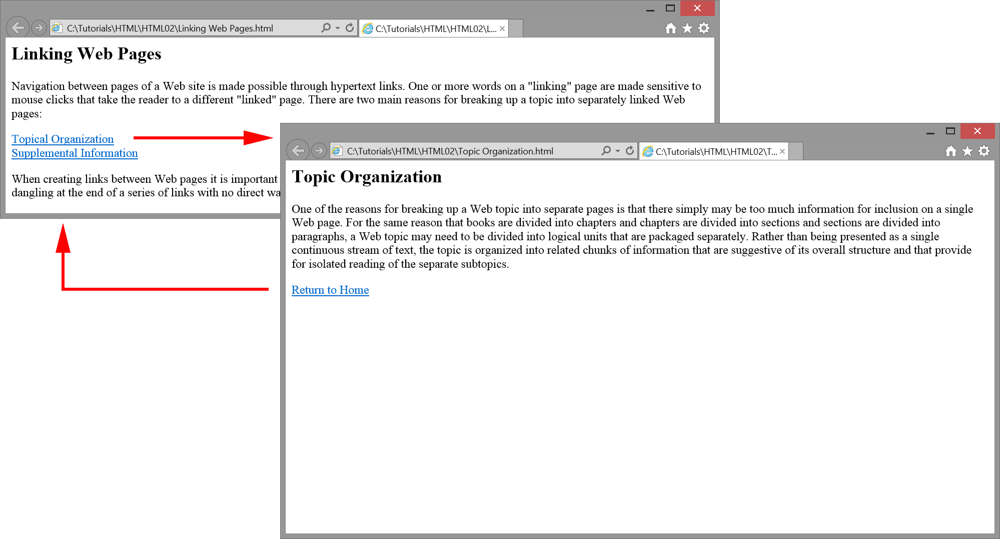 C:\Tutorials\HTML\HTML02\Linking Web Pages.html
C:\Tutorials\HTML\HTML02\L...
Linking Web Pages
Navigation between pages of a Web site is made possible through hypertext links. One or more words on a "linking" page are made sensitive to
mouse clicks that take the reader to a different "linked" page. There are two main reasons for breaking up a topic into separately linked Web
pages:
Topical Organization
Supplemental Information
When creating links between Web pages it is important
dangling at the end of a series of links with no direct wa
C:\Tutorials\HTML\HTML02\Topic Organization.html
C:\Tutorials\HTML\HTML02\T...
Topic Organization
One of the reasons for breaking up a Web topic into separate pages is that there simply may be too much information for inclusion on a single
Web page. For the same reason that books are divided into chapters and chapters are divided into sections and sections are divided into
paragraphs, a Web topic may need to be divided into logical units that are packaged separately. Rather than being presented as a single
continuous stream of text, the topic is organized into related chunks of information that are suggestive of its overall structure and that provide
for isolated reading of the separate subtopics.
Return to Home